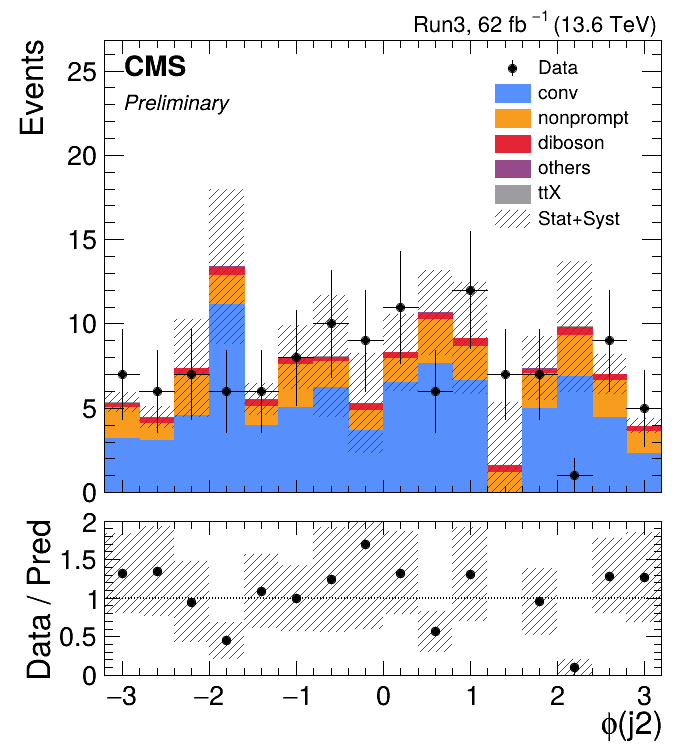 Run3, 62 fb⁻¹ (13.6 TeV)
CMS
Preliminary
Data
conv
nonprompt
diboson
others
ttX
Stat+Syst
Events
25
20
15
10
5
0
Data / Pred
2
1.5
1
0.5
0
−3 −2 −1 0 1 2 3
ϕ(j2)